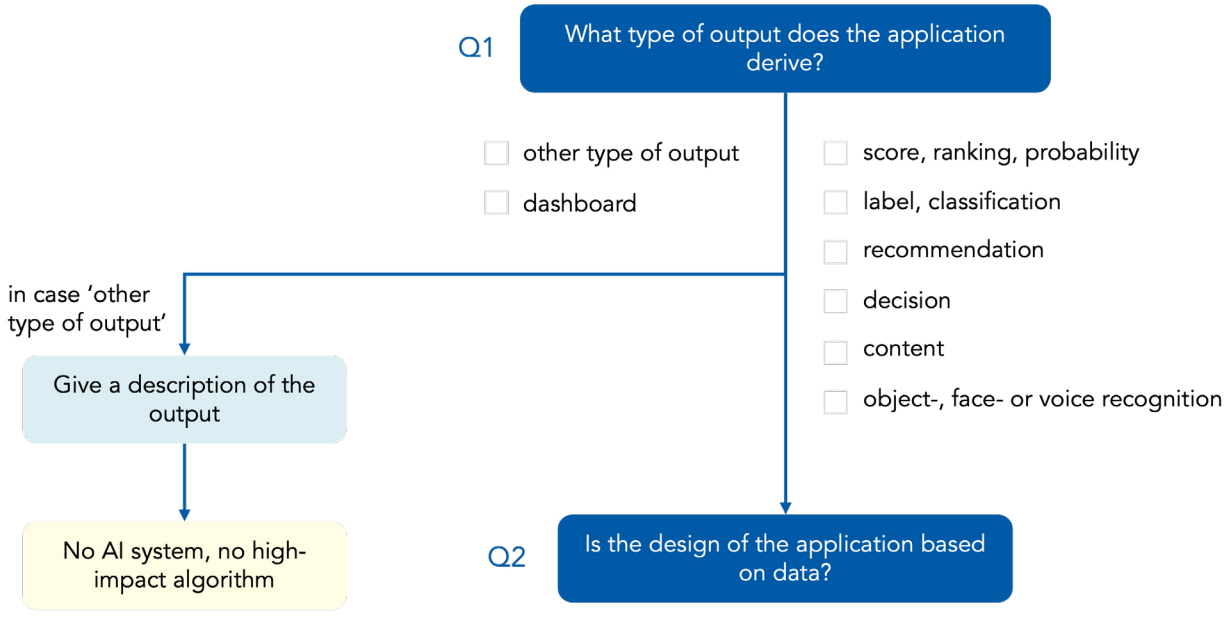 Q1
What type of output does the application
derive?
other type of output
dashboard
score, ranking, probability
label, classification
recommendation
decision
content
object-, face- or voice recognition
in case ‘other
type of output’
Give a description of the
output
No AI system, no high-
impact algorithm
Q2
Is the design of the application based
on data?